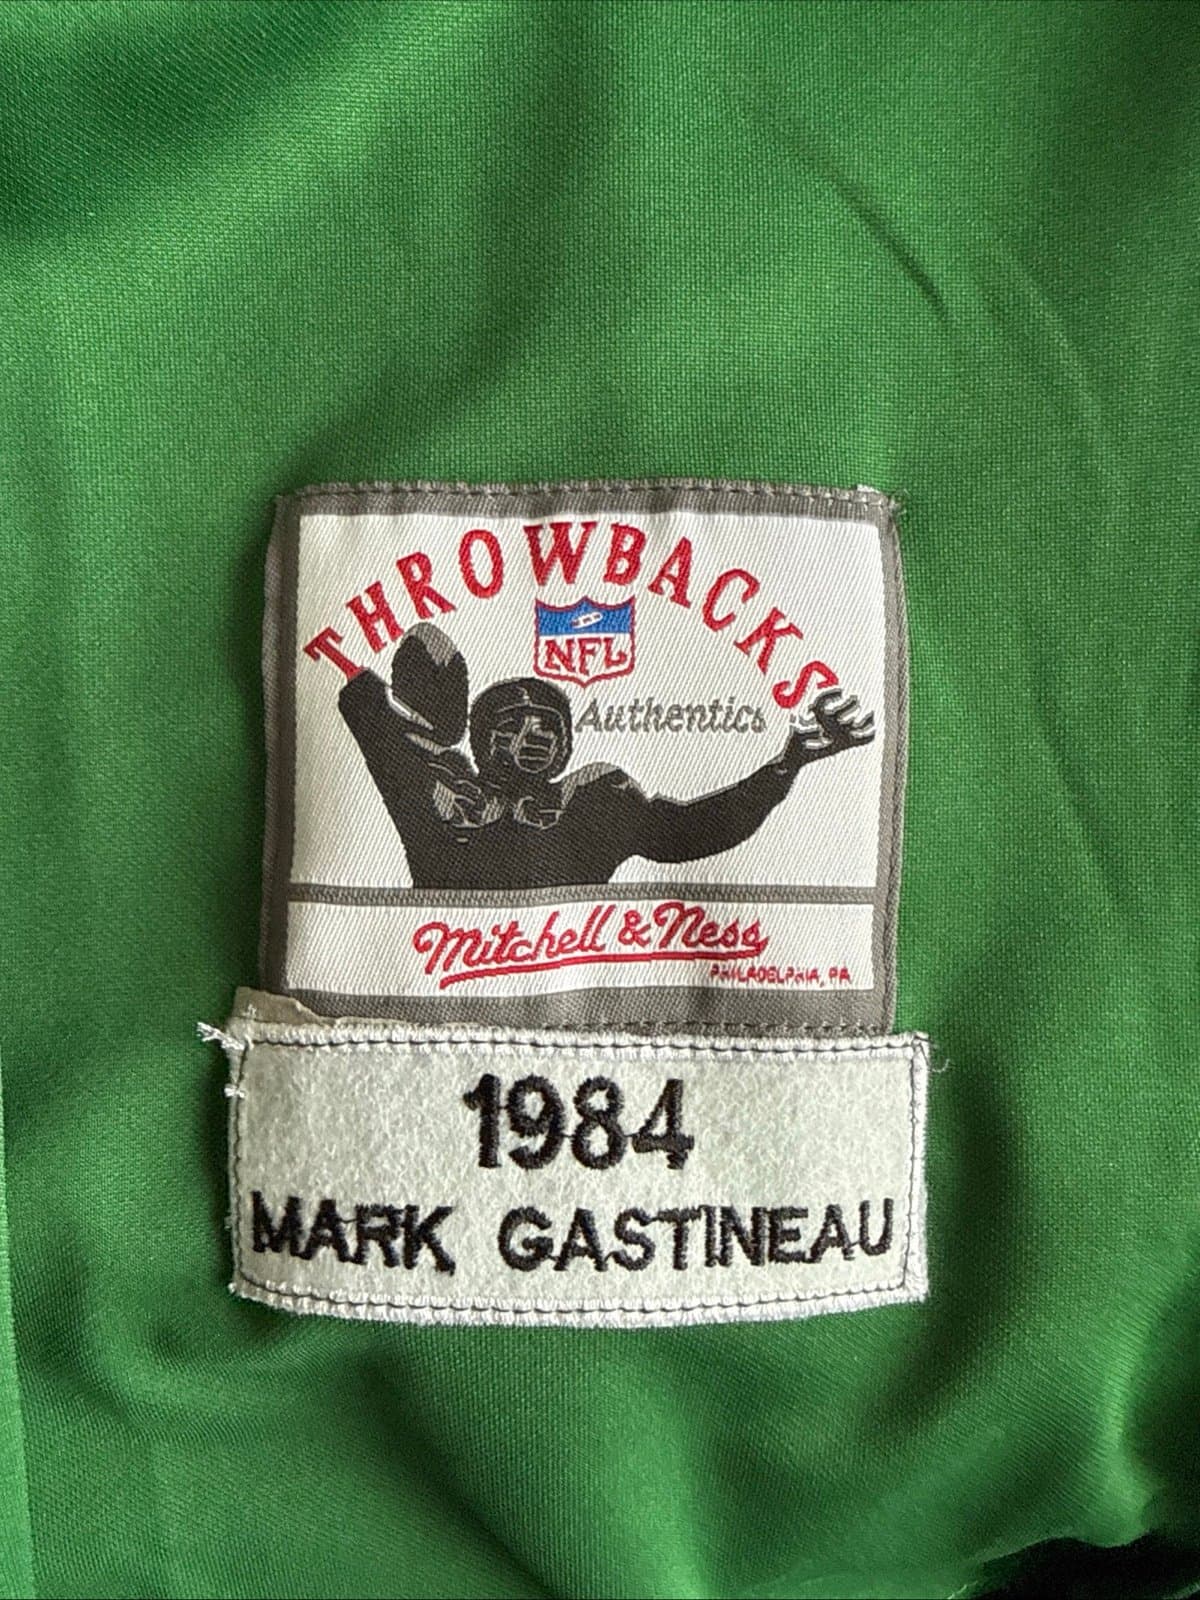 THROWBACKS
NFL
Authentics
Mitchell & Ness
PHILADELPHIA, PA
1984
MARK GASTINEAU